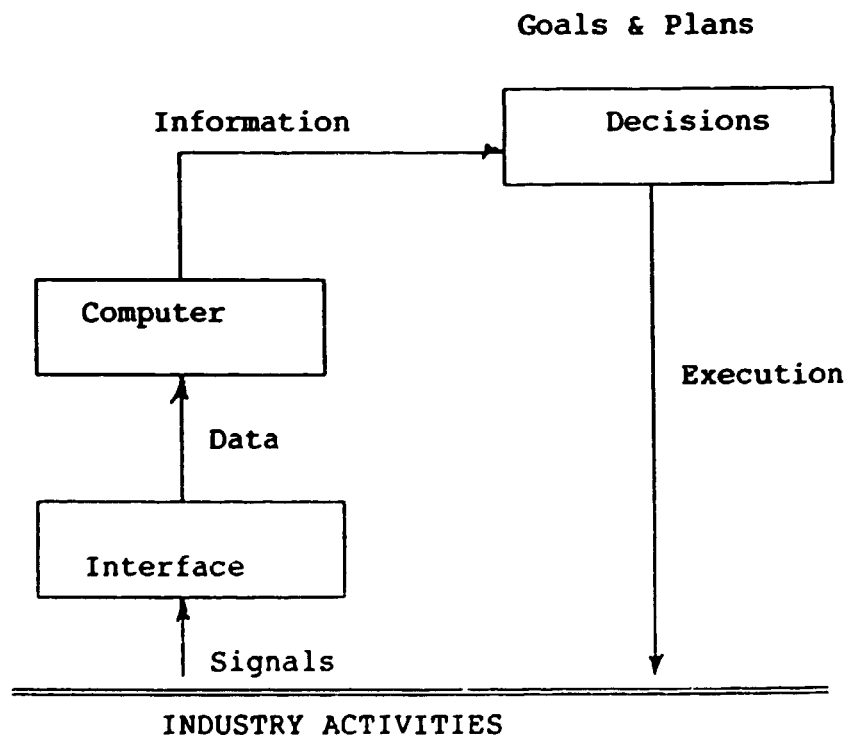 Goals & Plans
Information
Decisions
Computer
Execution
Data
Interface
Signals
INDUSTRY ACTIVITIES